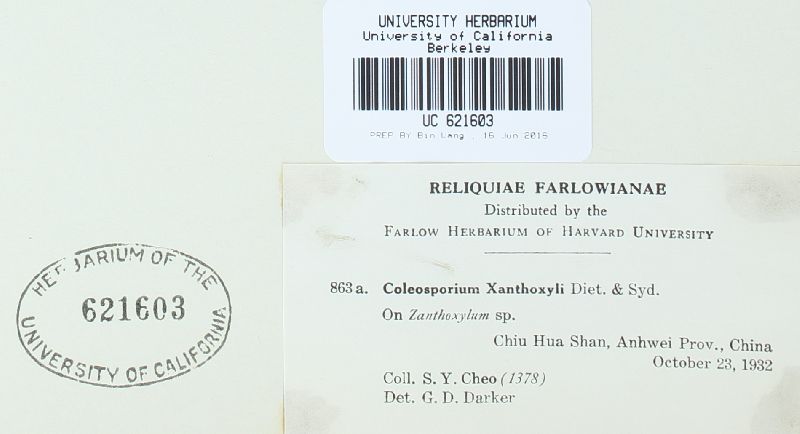 UNIVERSITY HERBARIUM
University of California
Berkeley
UC 621603
PREP BY Bin Lang , 16 Jun 2015
RELIQUIAE FARLOWIANAE
Distributed by the
FARLOW HERBARIUM OF HARVARD UNIVERSITY
863a. Coleosporium Xanthoxyli Diet. & Syd.
On Zanthoxylum sp.
Chiu Hua Shan, Anhwei Prov., China
October 23, 1932
Coll. S. Y. Cheo (1378)
Det. G. D. Darker
HERBARIUM OF THE
621603
UNIVERSITY OF CALIFORNIA